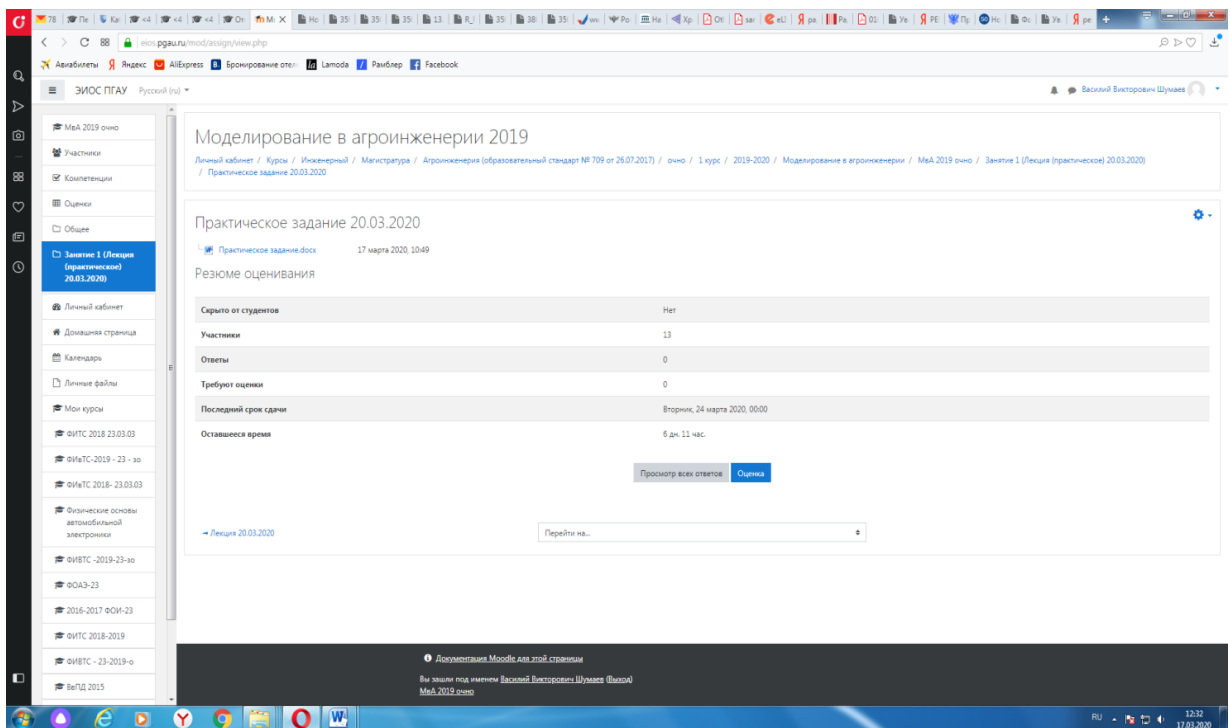 eios.pgau.ru/mod/assign/view.php
Авиабилеты Яндекс AliExpress Бронирование отеле Lamoda Рамблер Facebook
ЭИОС ПГАУ Русский (ru)
Василий Викторович Шумаев
МвА 2019 очно
Участники
Компетенции
Оценки
Общее
Занятие 1 (Лекция
(практическое)
20.03.2020)
Личный кабинет
Домашняя страница
Календарь
Личные файлы
Мои курсы
ФИТС 2018 23.03.03
ФИвТС-2019 - 23 - зо
ФИвТС 2018- 23.03.03
Физические основы
автомобильной
электроники
ФИВТС -2019-23-зо
ФОАЭ-23
2016-2017 ФОИ-23
ФИТС 2018-2019
ФИВТС - 23-2019-о
ВвПД 2015
Моделирование в агроинженерии 2019
Личный кабинет / Курсы / Инженерный / Магистратура / Агроинженерия (образовательный стандарт № 709 от 26.07.2017) / очно / 1 курс / 2019-2020 / Моделирование в агроинженерии / МвА 2019 очно / Занятие 1 (Лекция (практическое) 20.03.2020)
/ Практическое задание 20.03.2020
Практическое задание 20.03.2020
Практическое задание.docx 17 марта 2020, 10:49
Резюме оценивания
Скрыто от студентов Нет
Участники 13
Ответы 0
Требуют оценки 0
Последний срок сдачи Вторник, 24 марта 2020, 00:00
Оставшееся время 6 дн. 11 час.
Просмотр всех ответов Оценка
Лекция 20.03.2020 Перейти на...
Документация Moodle для этой страницы
Вы зашли под именем Василий Викторович Шумаев (Выход)
МвА 2019 очно
RU 12:32
17.03.2020